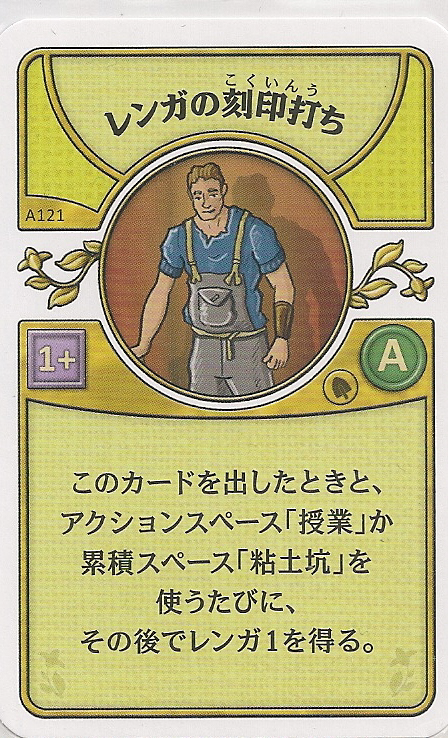 こくいんう
レンガの刻印打ち
A121
1+
A
このカードを出したときと、
アクションスペース「授業」か
累積スペース「粘土坑」を
使うたびに、
その後でレンガ1を得る。